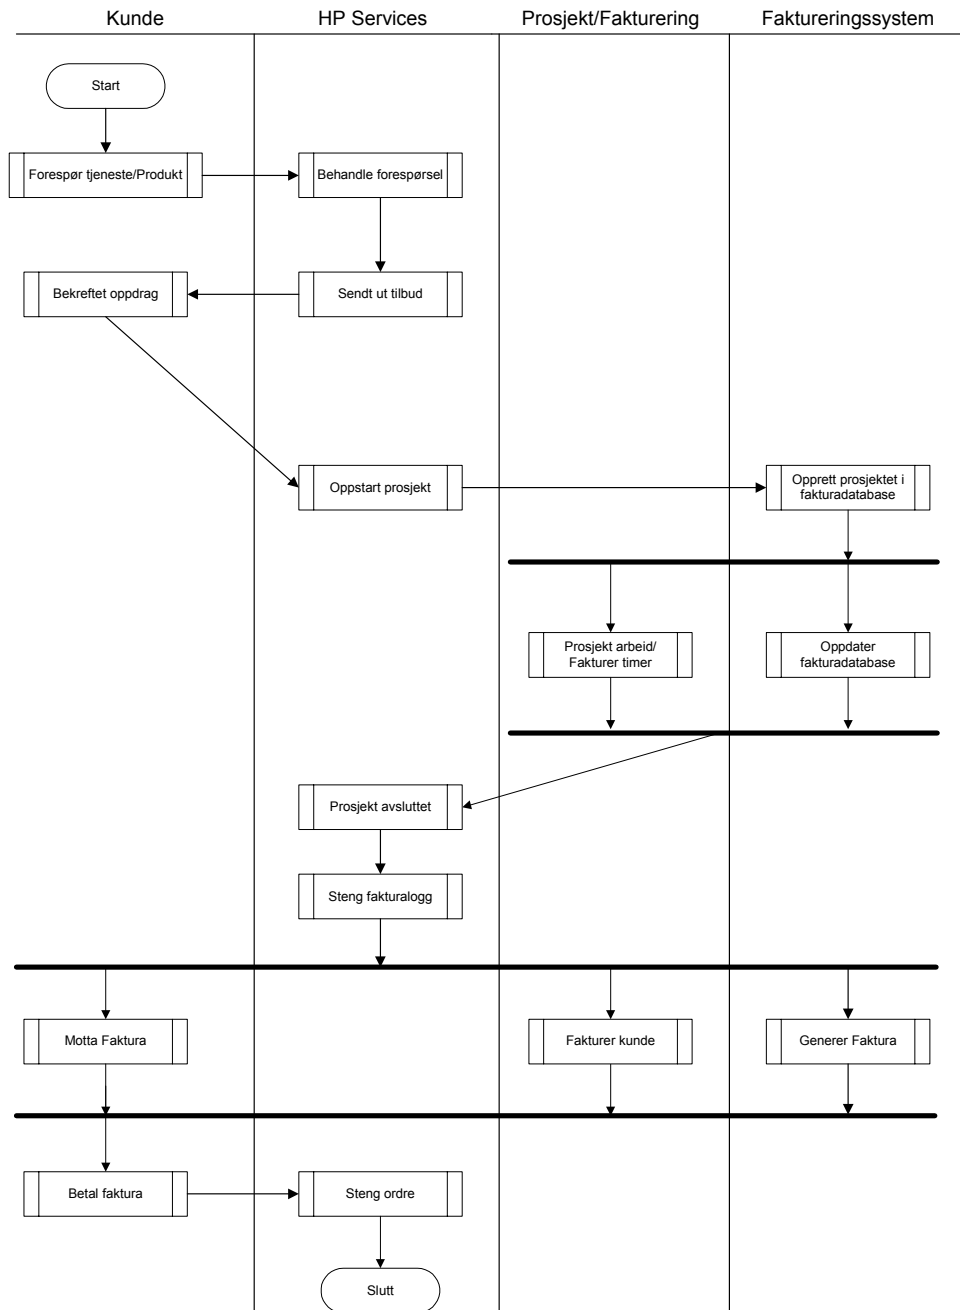 Kunde
HP Services
Prosjekt/Fakturering
Faktureringssystem
Start
Forespør tjeneste/Produkt
Behandle forespørsel
Bekreftet oppdrag
Sendt ut tilbud
Oppstart prosjekt
Opprett prosjektet i
fakturadatabase
Prosjekt arbeid/
Fakturer timer
Oppdater
fakturadatabase
Prosjekt avsluttet
Steng fakturalogg
Motta Faktura
Fakturer kunde
Generer Faktura
Betal faktura
Steng ordre
Slutt